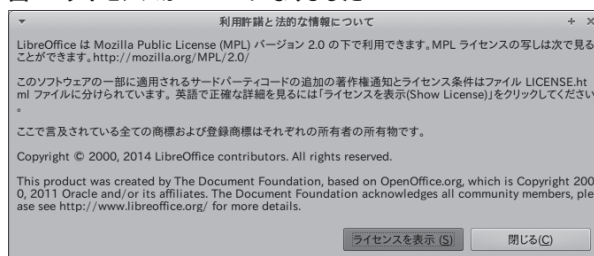 利用許諾と法的な情報について
LibreOffice は Mozilla Public License (MPL) バージョン 2.0 の下で利用できます。MPL ライセンスの写しは次で見る
ことができます。http://mozilla.org/MPL/2.0/
このソフトウェアの一部に適用されるサードパーティコードの追加の著作権通知とライセンス条件はファイル LICENSE.ht
ml ファイルに分けられています。英語で正確な詳細を見るには「ライセンスを表示(Show License)」をクリックしてください
。
ここで言及されている全ての商標および登録商標はそれぞれの所有者の所有物です。
Copyright © 2000, 2014 LibreOffice contributors. All rights reserved.
This product was created by The Document Foundation, based on OpenOffice.org, which is Copyright 200
0, 2011 Oracle and/or its affiliates. The Document Foundation acknowledges all community members, ple
ase see http://www.libreoffice.org/ for more details.
ライセンスを表示 (S)
閉じる(C)